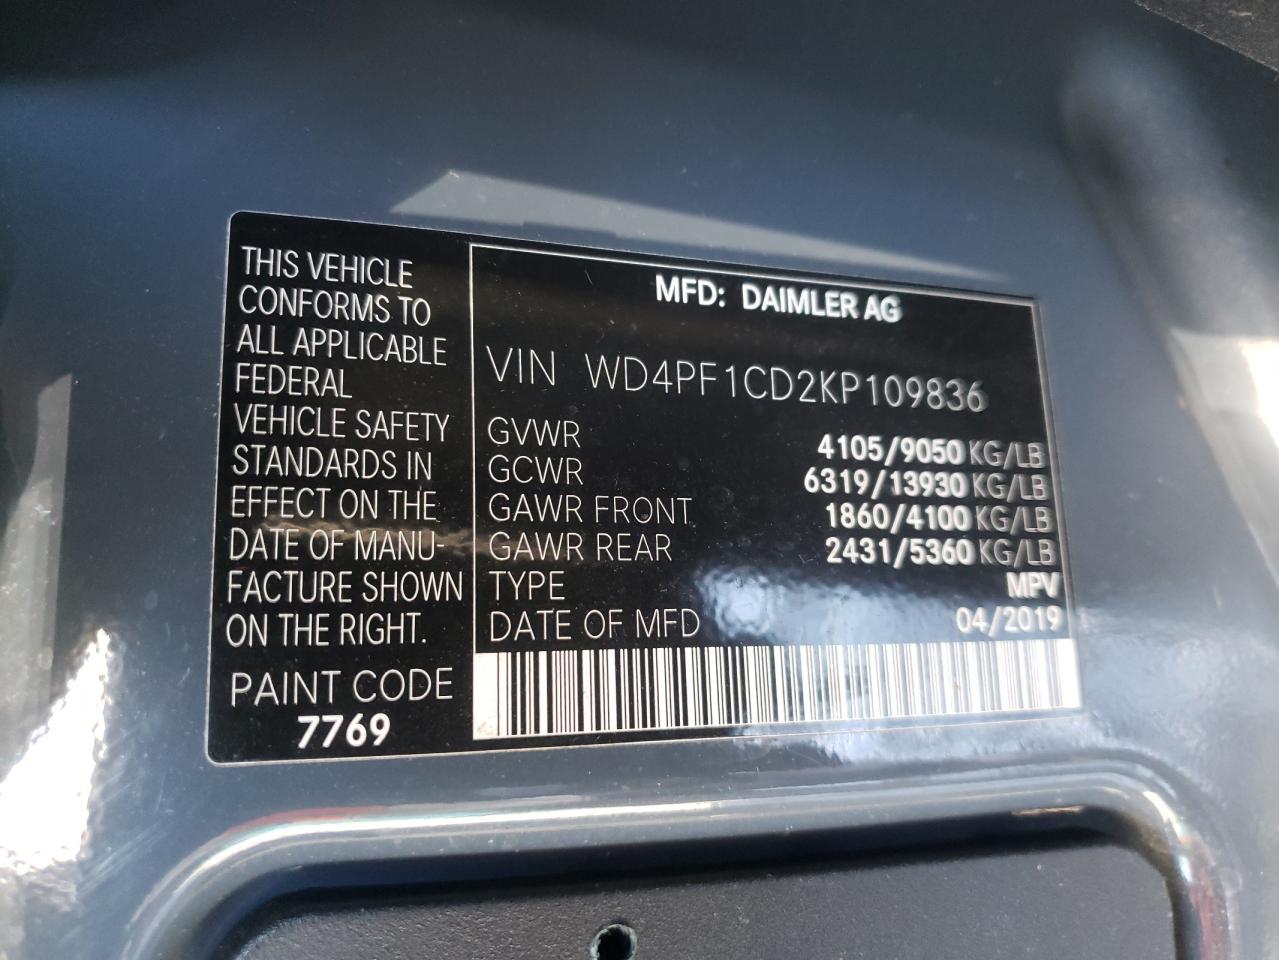 THIS VEHICLE
CONFORMS TO
ALL APPLICABLE
FEDERAL
VEHICLE SAFETY
STANDARDS IN
EFFECT ON THE
DATE OF MANU-
FACTURE SHOWN
ON THE RIGHT.
PAINT CODE
7769
MFD: DAIMLER AG
VIN WD4PF1CD2KP109836
GVWR 4105/9050 KG/LB
GCWR 6319/13930 KG/LB
GAWR FRONT 1860/4100 KG/LB
GAWR REAR 2431/5360 KG/LB
TYPE MPV
DATE OF MFD 04/2019